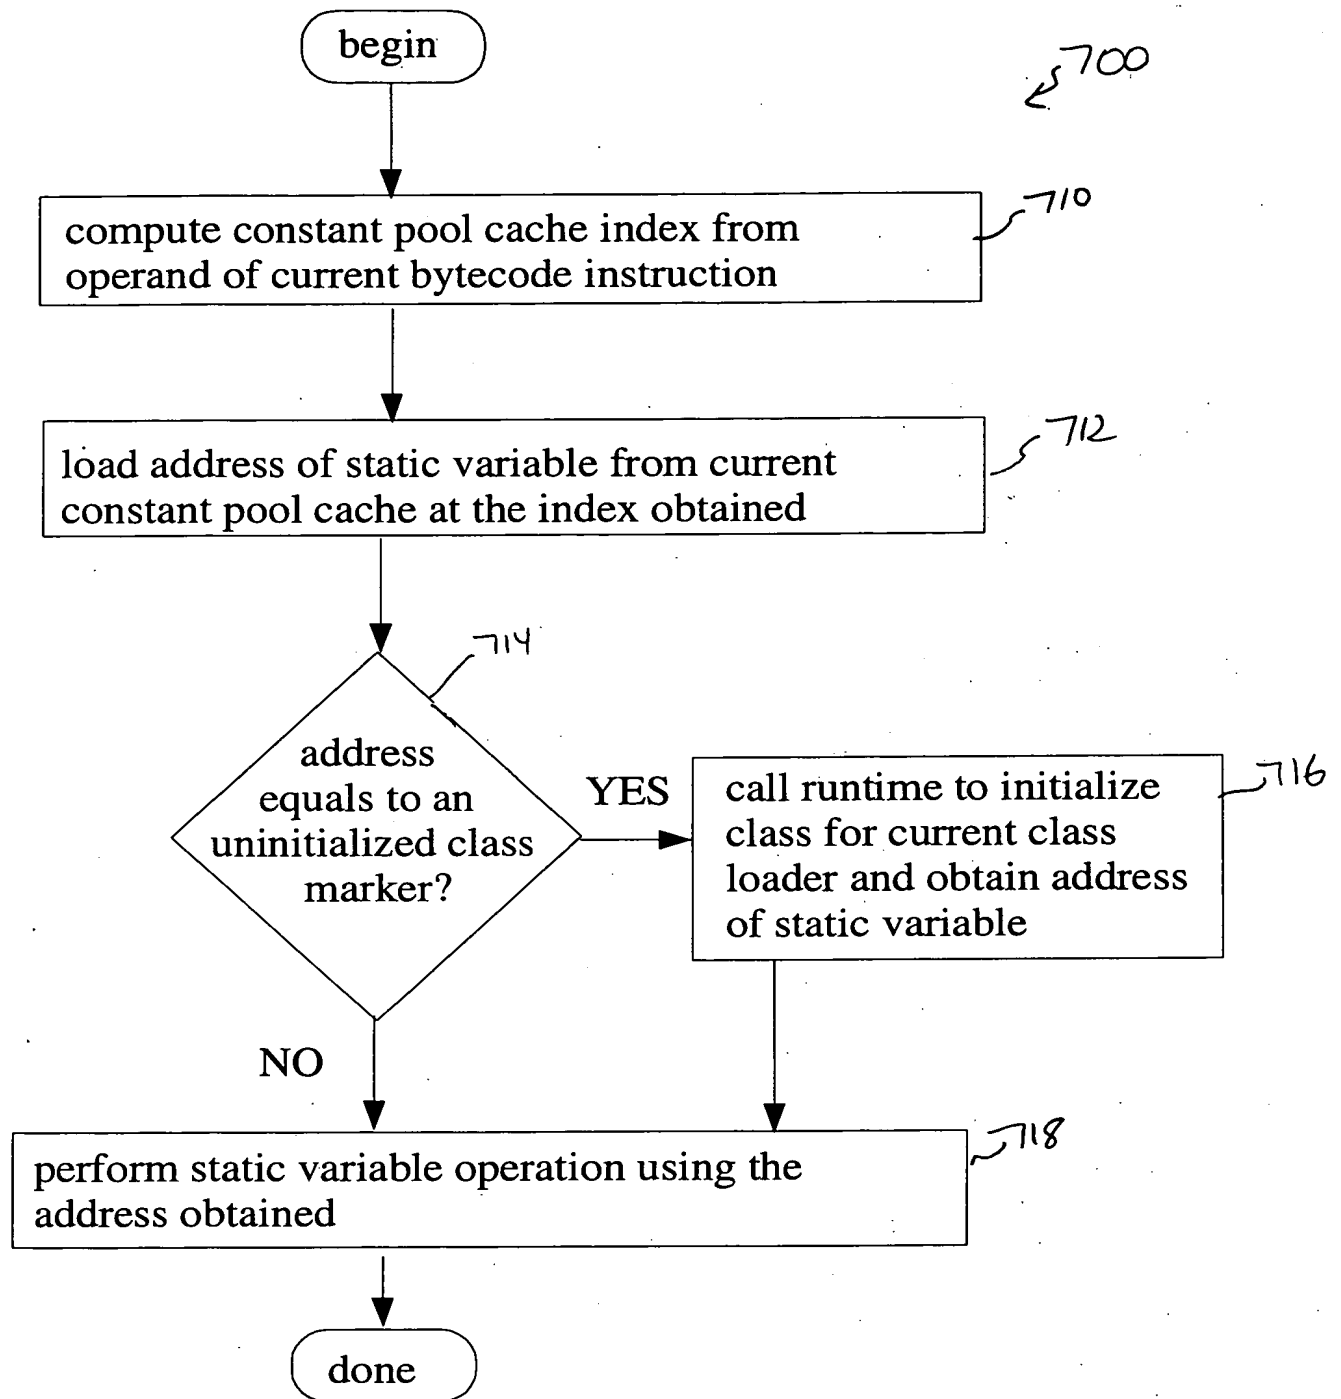 begin
700
710
compute constant pool cache index from
operand of current bytecode instruction
712
load address of static variable from current
constant pool cache at the index obtained
714
address
equals to an
uninitialized class
marker?
YES
716
call runtime to initialize
class for current class
loader and obtain address
of static variable
NO
718
perform static variable operation using the
address obtained
done